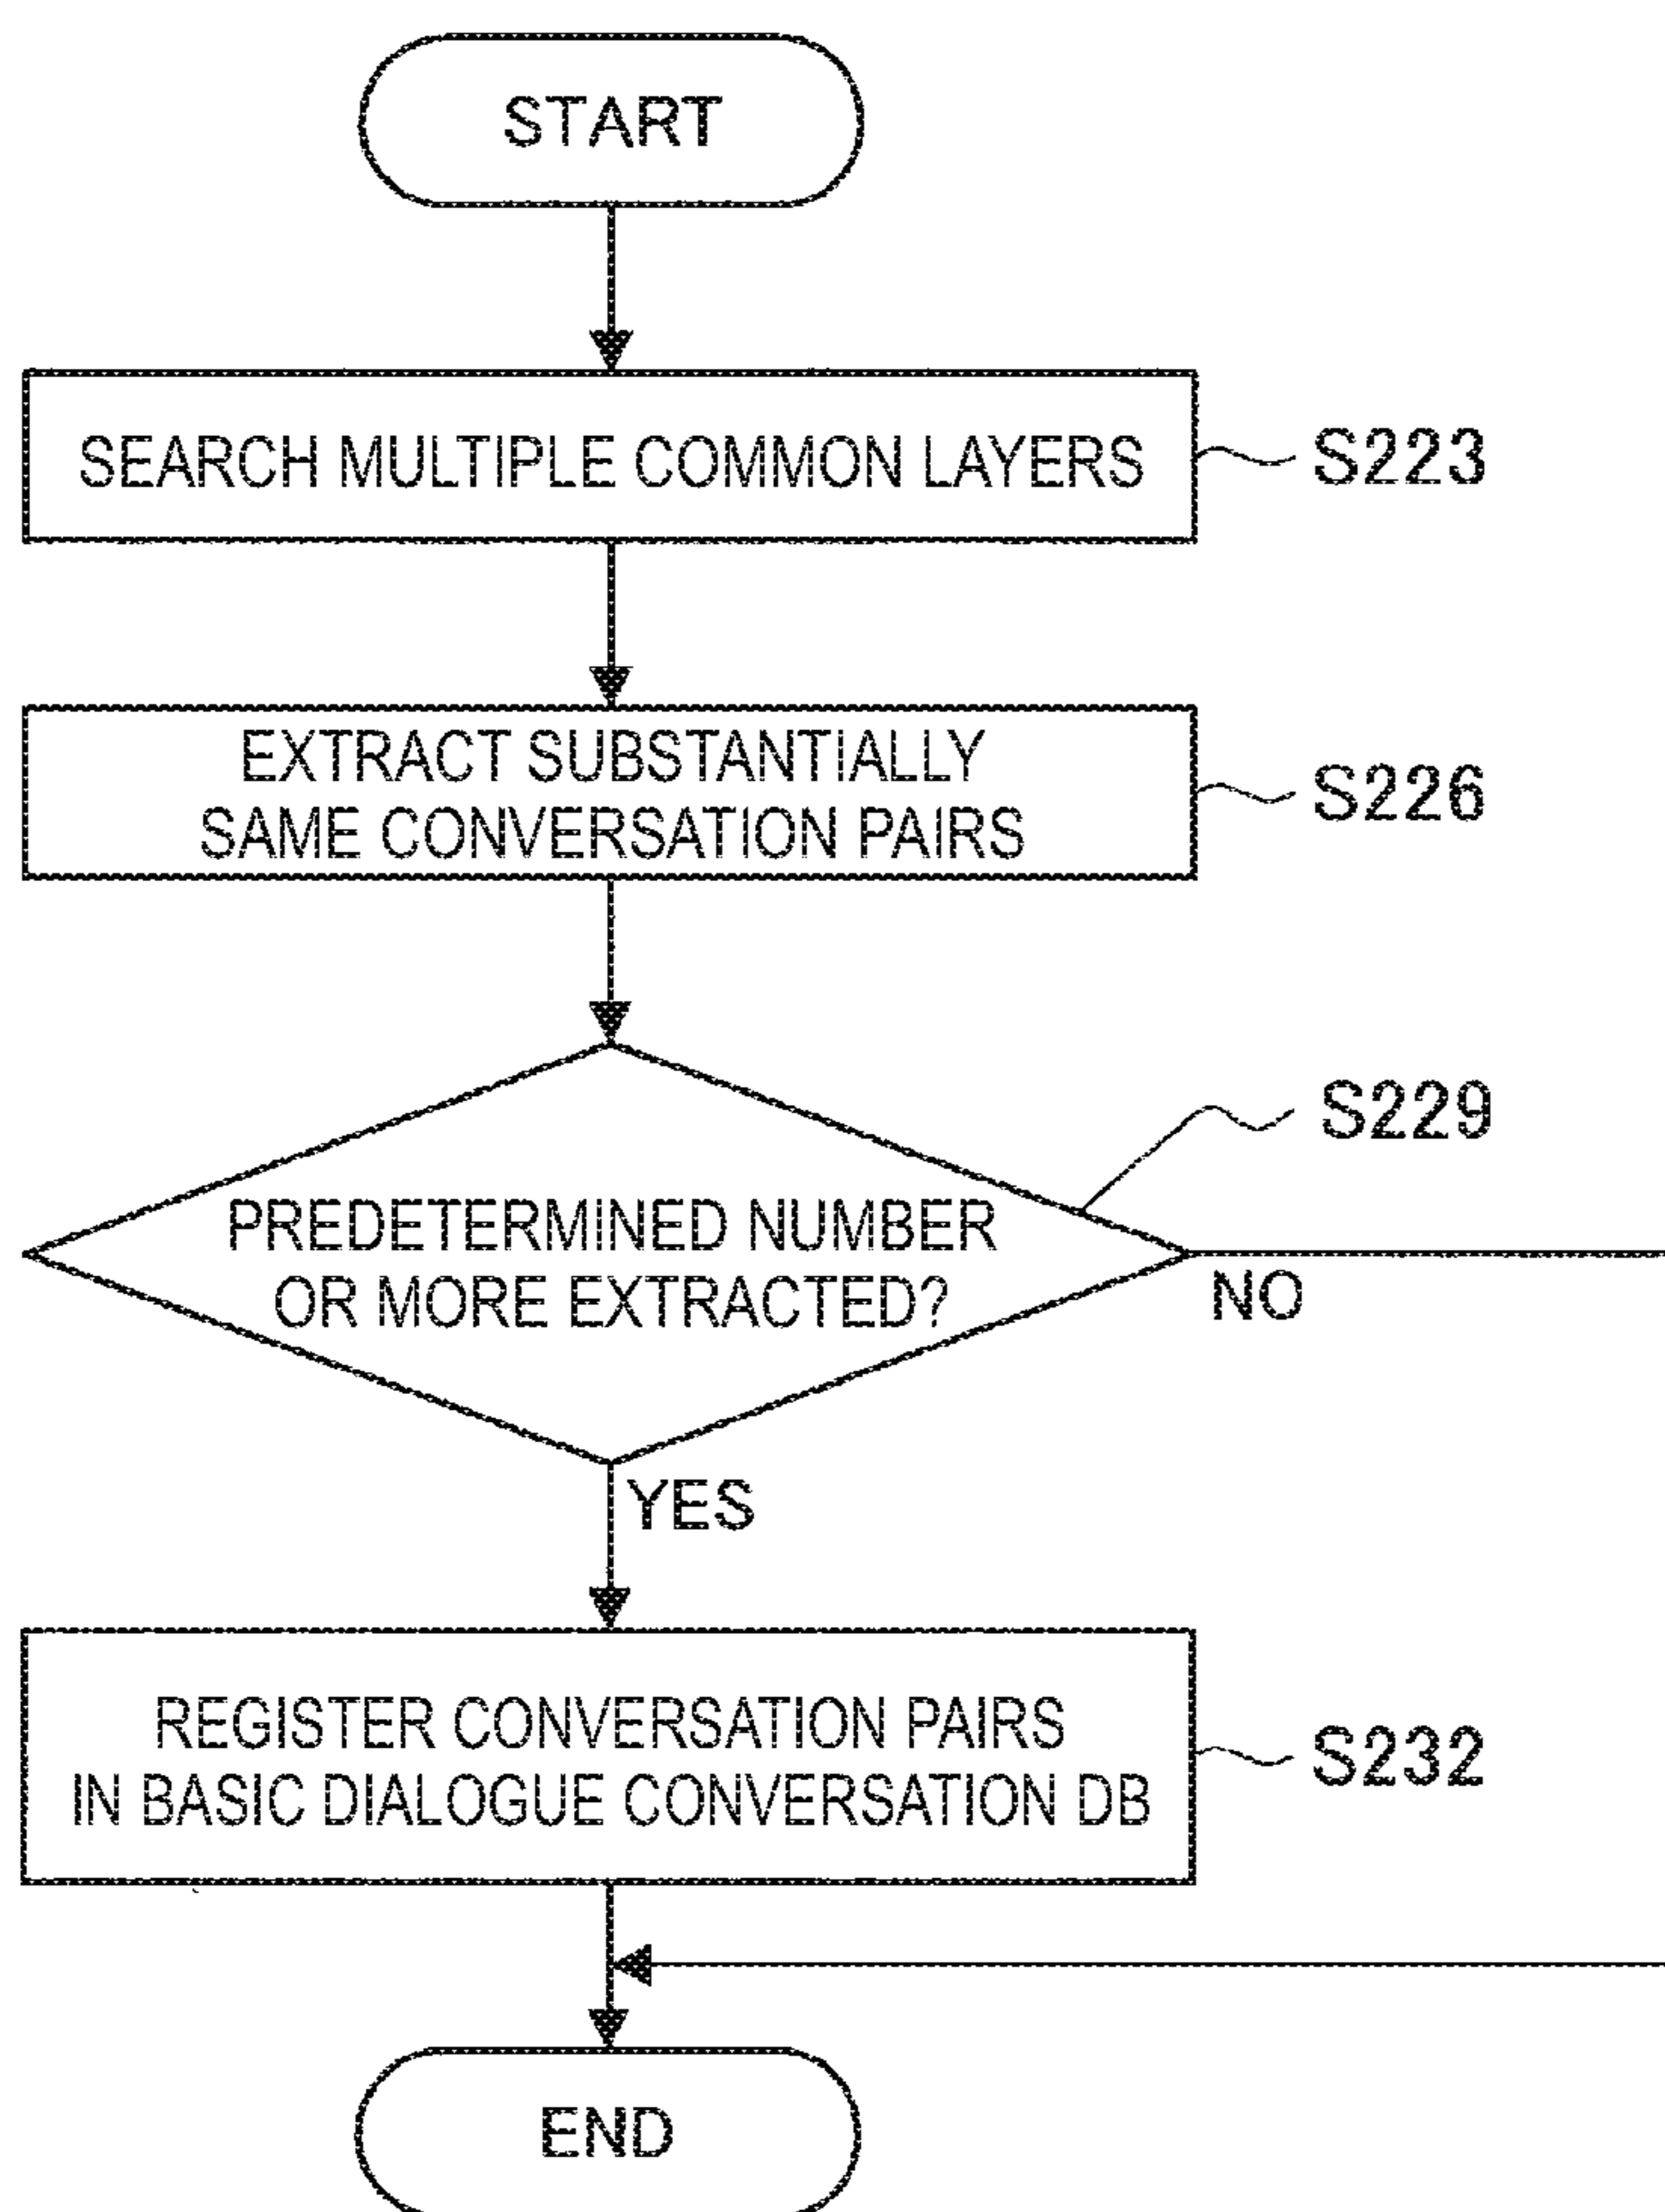 START
SEARCH MULTIPLE COMMON LAYERS
S223
EXTRACT SUBSTANTIALLY
SAME CONVERSATION PAIRS
S226
S229
PREDETERMINED NUMBER
OR MORE EXTRACTED?
NO
YES
REGISTER CONVERSATION PAIRS
IN BASIC DIALOGUE CONVERSATION DB
S232
END